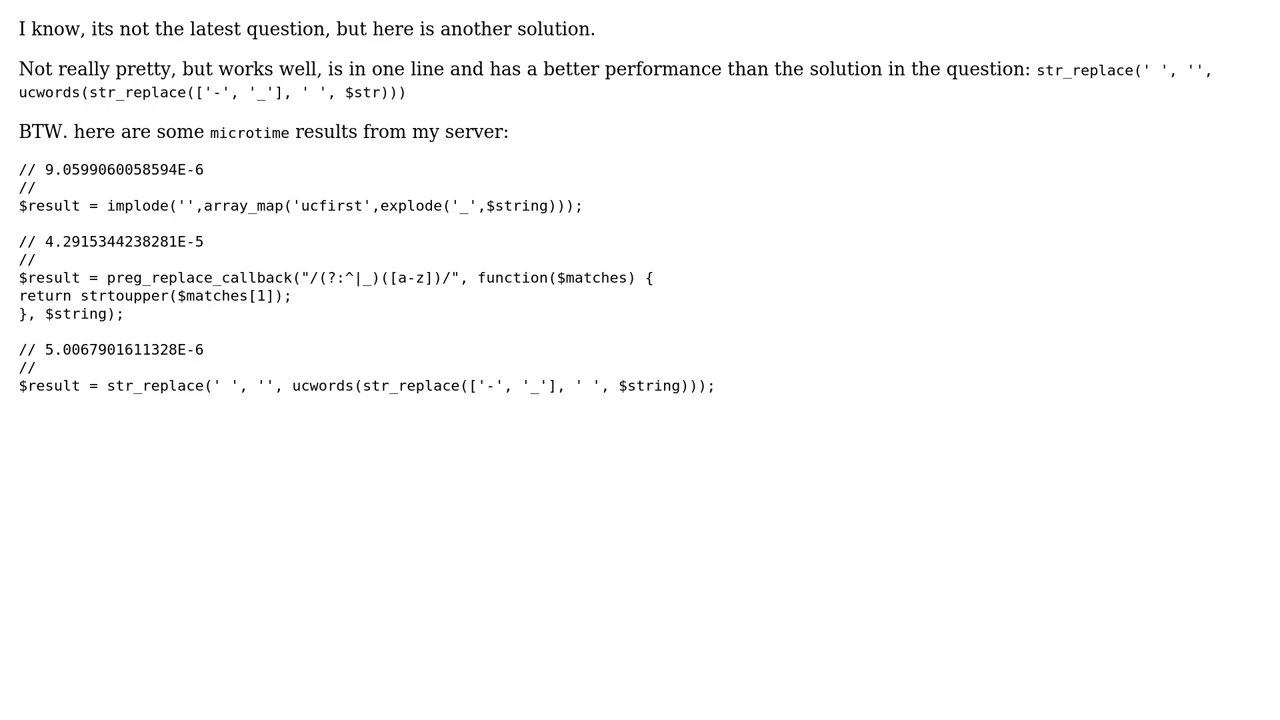 I know, its not the latest question, but here is another solution.
Not really pretty, but works well, is in one line and has a better performance than the solution in the question: str_replace(' ', '',
ucwords(str_replace(['-', '_'], ' ', $str)))
BTW. here are some microtime results from my server:
// 9.0599060058594E-6
//
$result = implode('',array_map('ucfirst',explode('_',$string)));
// 4.2915344238281E-5
//
$result = preg_replace_callback("/(?:^|_)([a-z])/", function($matches) {
return strtoupper($matches[1]);
}, $string);
// 5.0067901611328E-6
//
$result = str_replace(' ', '', ucwords(str_replace(['-', '_'], ' ', $string)));